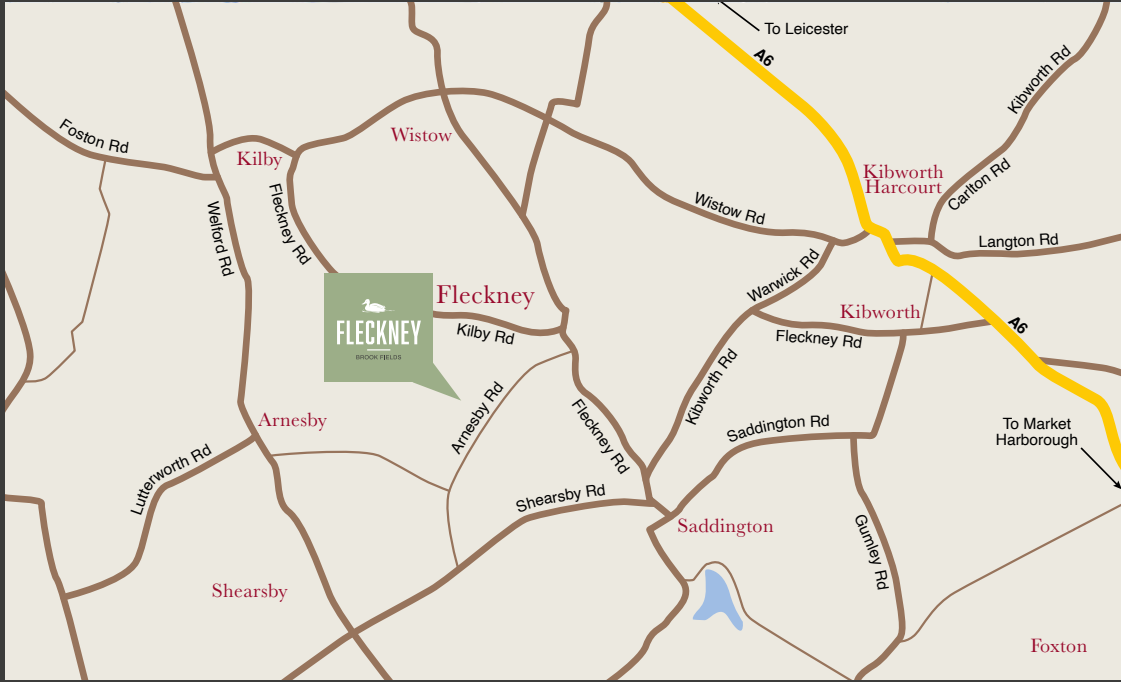 To Leicester
A6
Kibworth Rd
Foston Rd
Wistow
Kilby
Kibworth
Harcourt
Carlton Rd
Fleckney Rd
Welford Rd
Wistow Rd
Langton Rd
Warwick Rd
Fleckney
Kibworth
FLECKNEY
BROOK FIELDS
Kilby Rd
Fleckney Rd
A6
Kibworth Rd
Arnesby Rd
Arnesby
Fleckney Rd
Saddington Rd
To Market
Harborough
Lutterworth Rd
Shearsby Rd
Saddington
Gumley Rd
Shearsby
Foxton